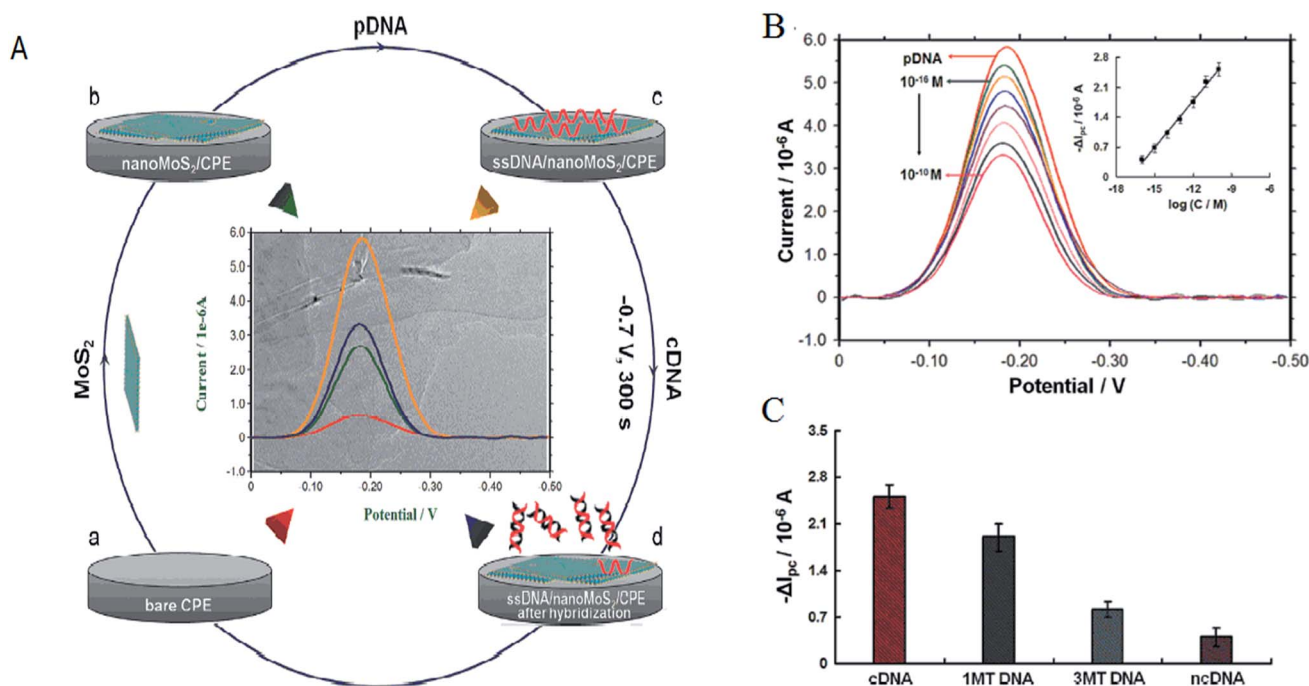 A
pDNA
b
nanoMoS₂/CPE
c
ssDNA/nanoMoS₂/CPE
MoS₂
6.0
5.0
4.0
3.0
2.0
1.0
0
-1.0
0
-0.10
-0.20
-0.30
-0.40
-0.50
Current / 1e-6A
Potential / V
-0.7 V, 300 s
cDNA
a
bare CPE
d
ssDNA/nanoMoS₂/CPE
after hybridization
B
6.0
5.0
4.0
3.0
2.0
1.0
0
-1.0
0
-0.10
-0.20
-0.30
-0.40
-0.50
Current / 10⁻⁶ A
Potential / V
pDNA
10⁻¹⁶ M
10⁻¹⁰ M
2.8
2.1
1.4
0.7
0
-18
-15
-12
-9
-6
-ΔIpc / 10⁻⁶ A
log (C / M)
C
3.5
2.8
2.1
1.4
0.7
0
-ΔIpc / 10⁻⁶ A
cDNA
1MT DNA
3MT DNA
ncDNA